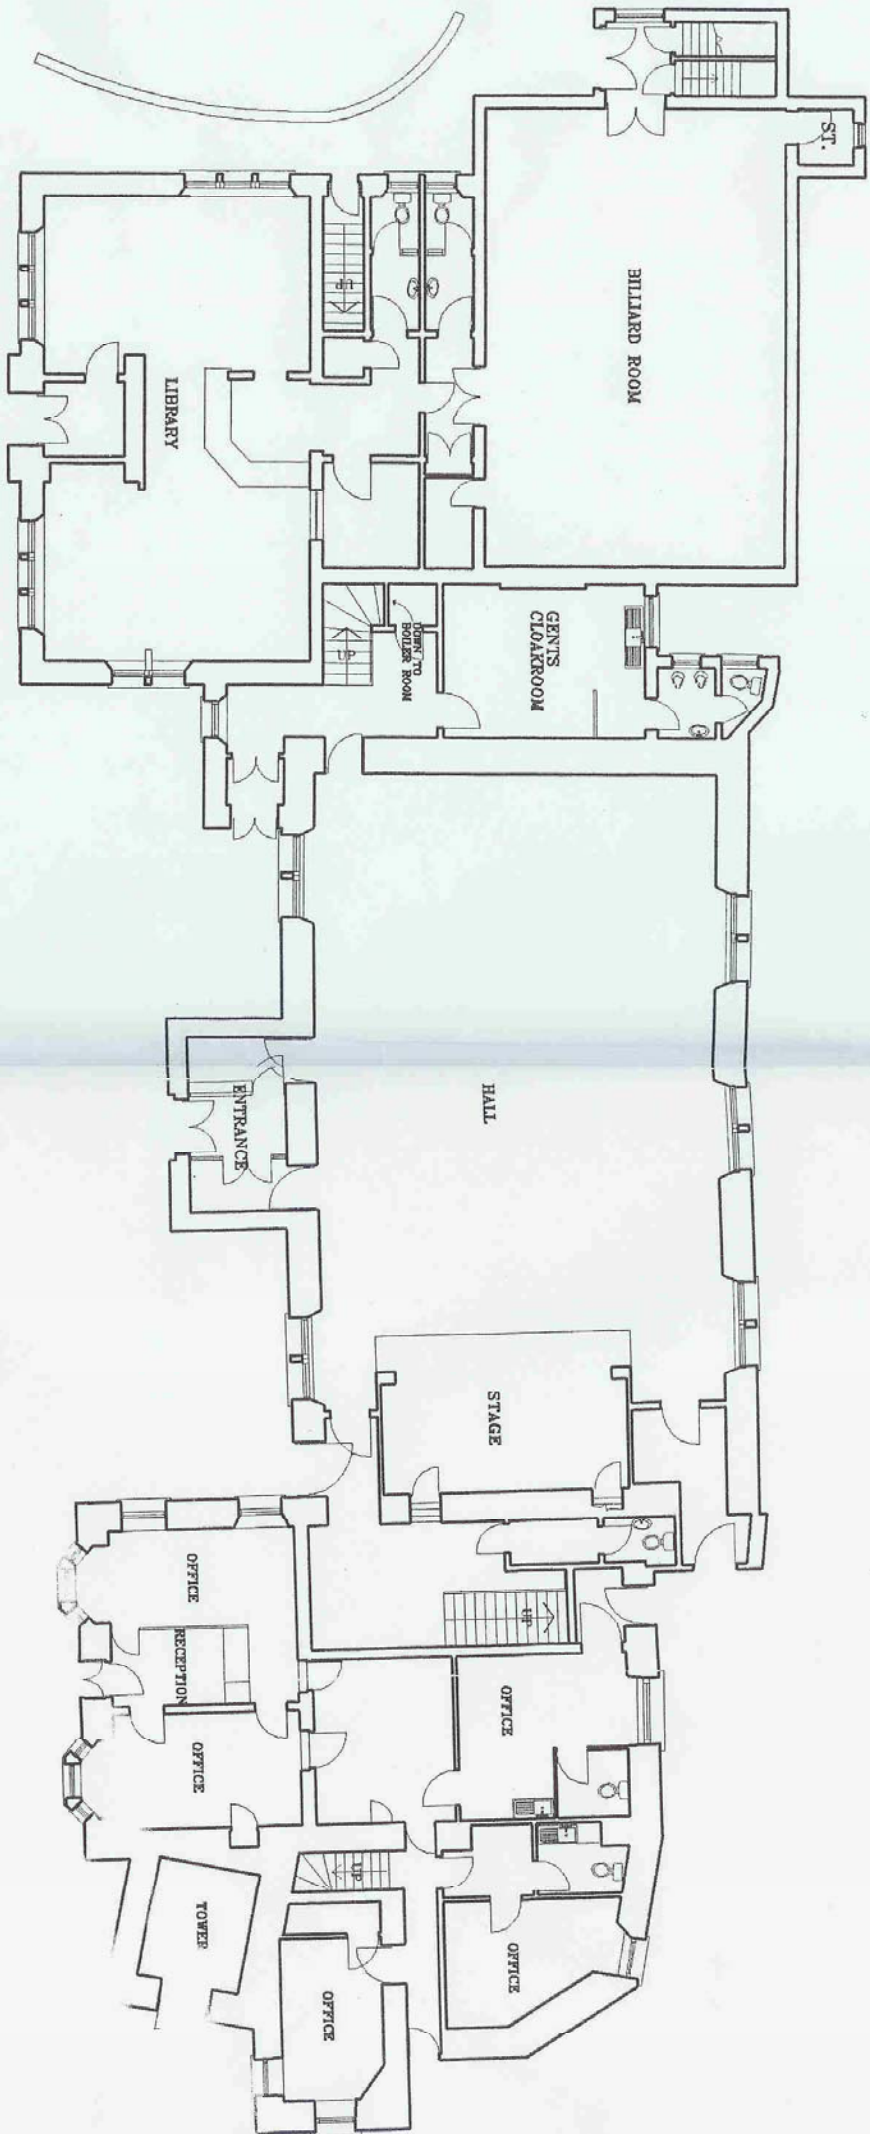 ST.
BILLIARD ROOM
UP
LIBRARY
GENTS
CLOAKROOM
DOWN TO
BOILER ROOM
UP
HALL
ENTRANCE
STAGE
OFFICE
RECEPTION
UP
OFFICE
OFFICE
UP
OFFICE
TOWER
OFFICE